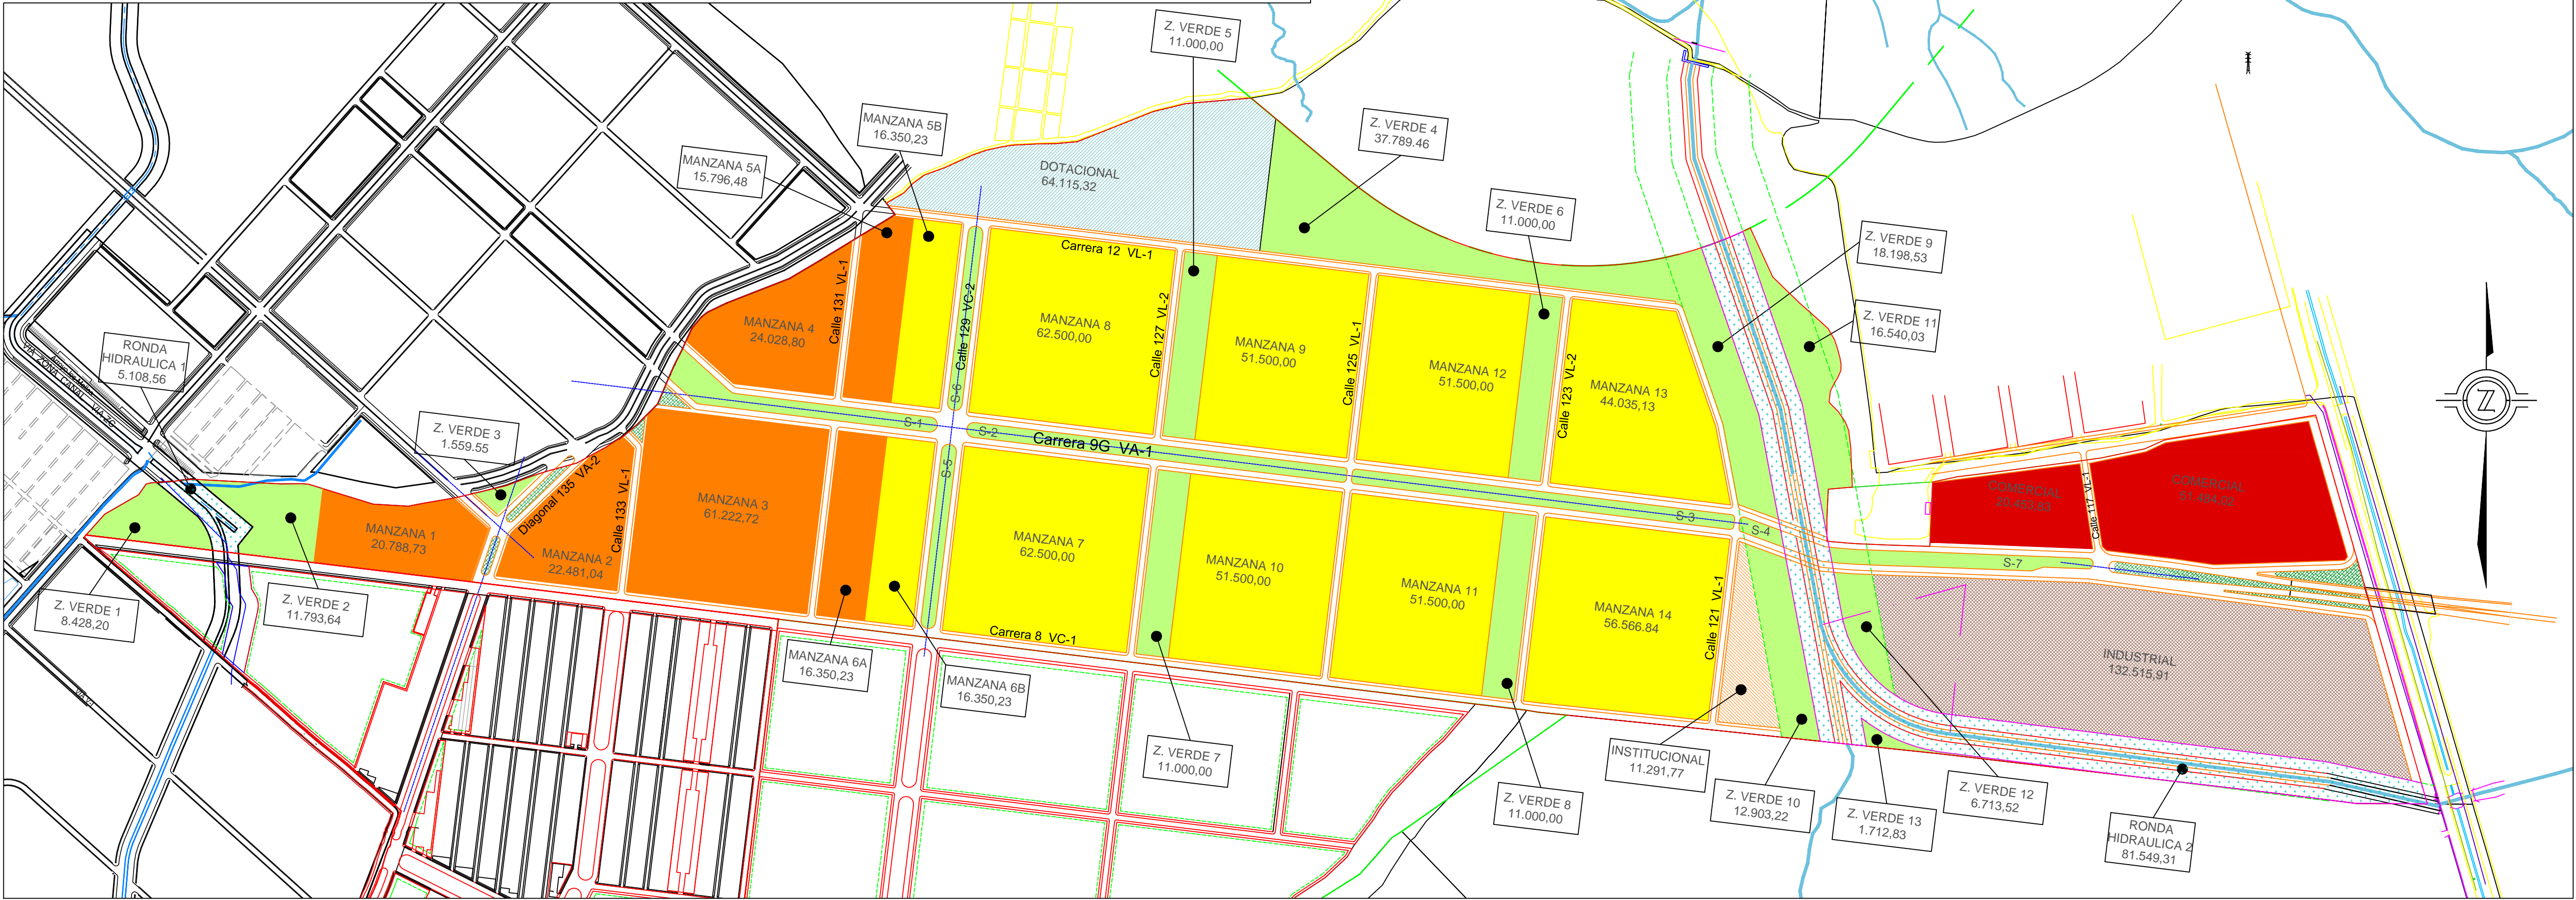 Z. VERDE 5
11.000,00
MANZANA 5B
16.350,23
Z. VERDE 4
37.789.46
MANZANA 5A
15.796,48
DOTACIONAL
64.115,32
Z. VERDE 6
11.000,00
Z. VERDE 9
18.198,53
Carrera 12  VL-1
Calle 131  VL-1
Calle 129  VC-2
Calle 127  VL-2
Calle 125  VL-1
Calle 123  VL-2
Z. VERDE 11
16.540,03
MANZANA 4
24.028,80
MANZANA 8
62.500,00
MANZANA 9
51.500,00
MANZANA 12
51.500,00
MANZANA 13
44.035,13
RONDA
HIDRAULICA 1
5.108,56
VIA ZONA CANAL
Z. VERDE 3
1.559.55
S-6
S-1
S-2
Carrera 9G  VA-1
S-5
S-3
S-4
Z
COMERCIAL
20.453,83
Calle 117  VL-1
COMERCIAL
51.484,02
S-7
Diagonal 135  VA-2
Calle 133  VL-1
MANZANA 1
20.788,73
MANZANA 2
22.481,04
MANZANA 3
61.222,72
MANZANA 7
62.500,00
MANZANA 10
51.500,00
MANZANA 11
51.500,00
MANZANA 14
56.566.84
Calle 121  VL-1
INDUSTRIAL
132.515,91
Z. VERDE 1
8.428,20
Z. VERDE 2
11.793,64
Carrera 8  VC-1
MANZANA 6A
16.350,23
MANZANA 6B
16.350,23
Z. VERDE 7
11.000,00
Z. VERDE 8
11.000,00
INSTITUCIONAL
11.291,77
Z. VERDE 10
12.903,22
Z. VERDE 13
1.712,83
Z. VERDE 12
6.713,52
RONDA
HIDRAULICA 2
81.549,31